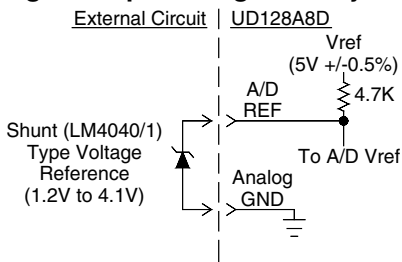 External Circuit
UD128A8D
Vref
(5V +/-0.5%)
4.7K
A/D
REF
Shunt (LM4040/1)
Type Voltage
Reference
(1.2V to 4.1V)
To A/D Vref
Analog
GND